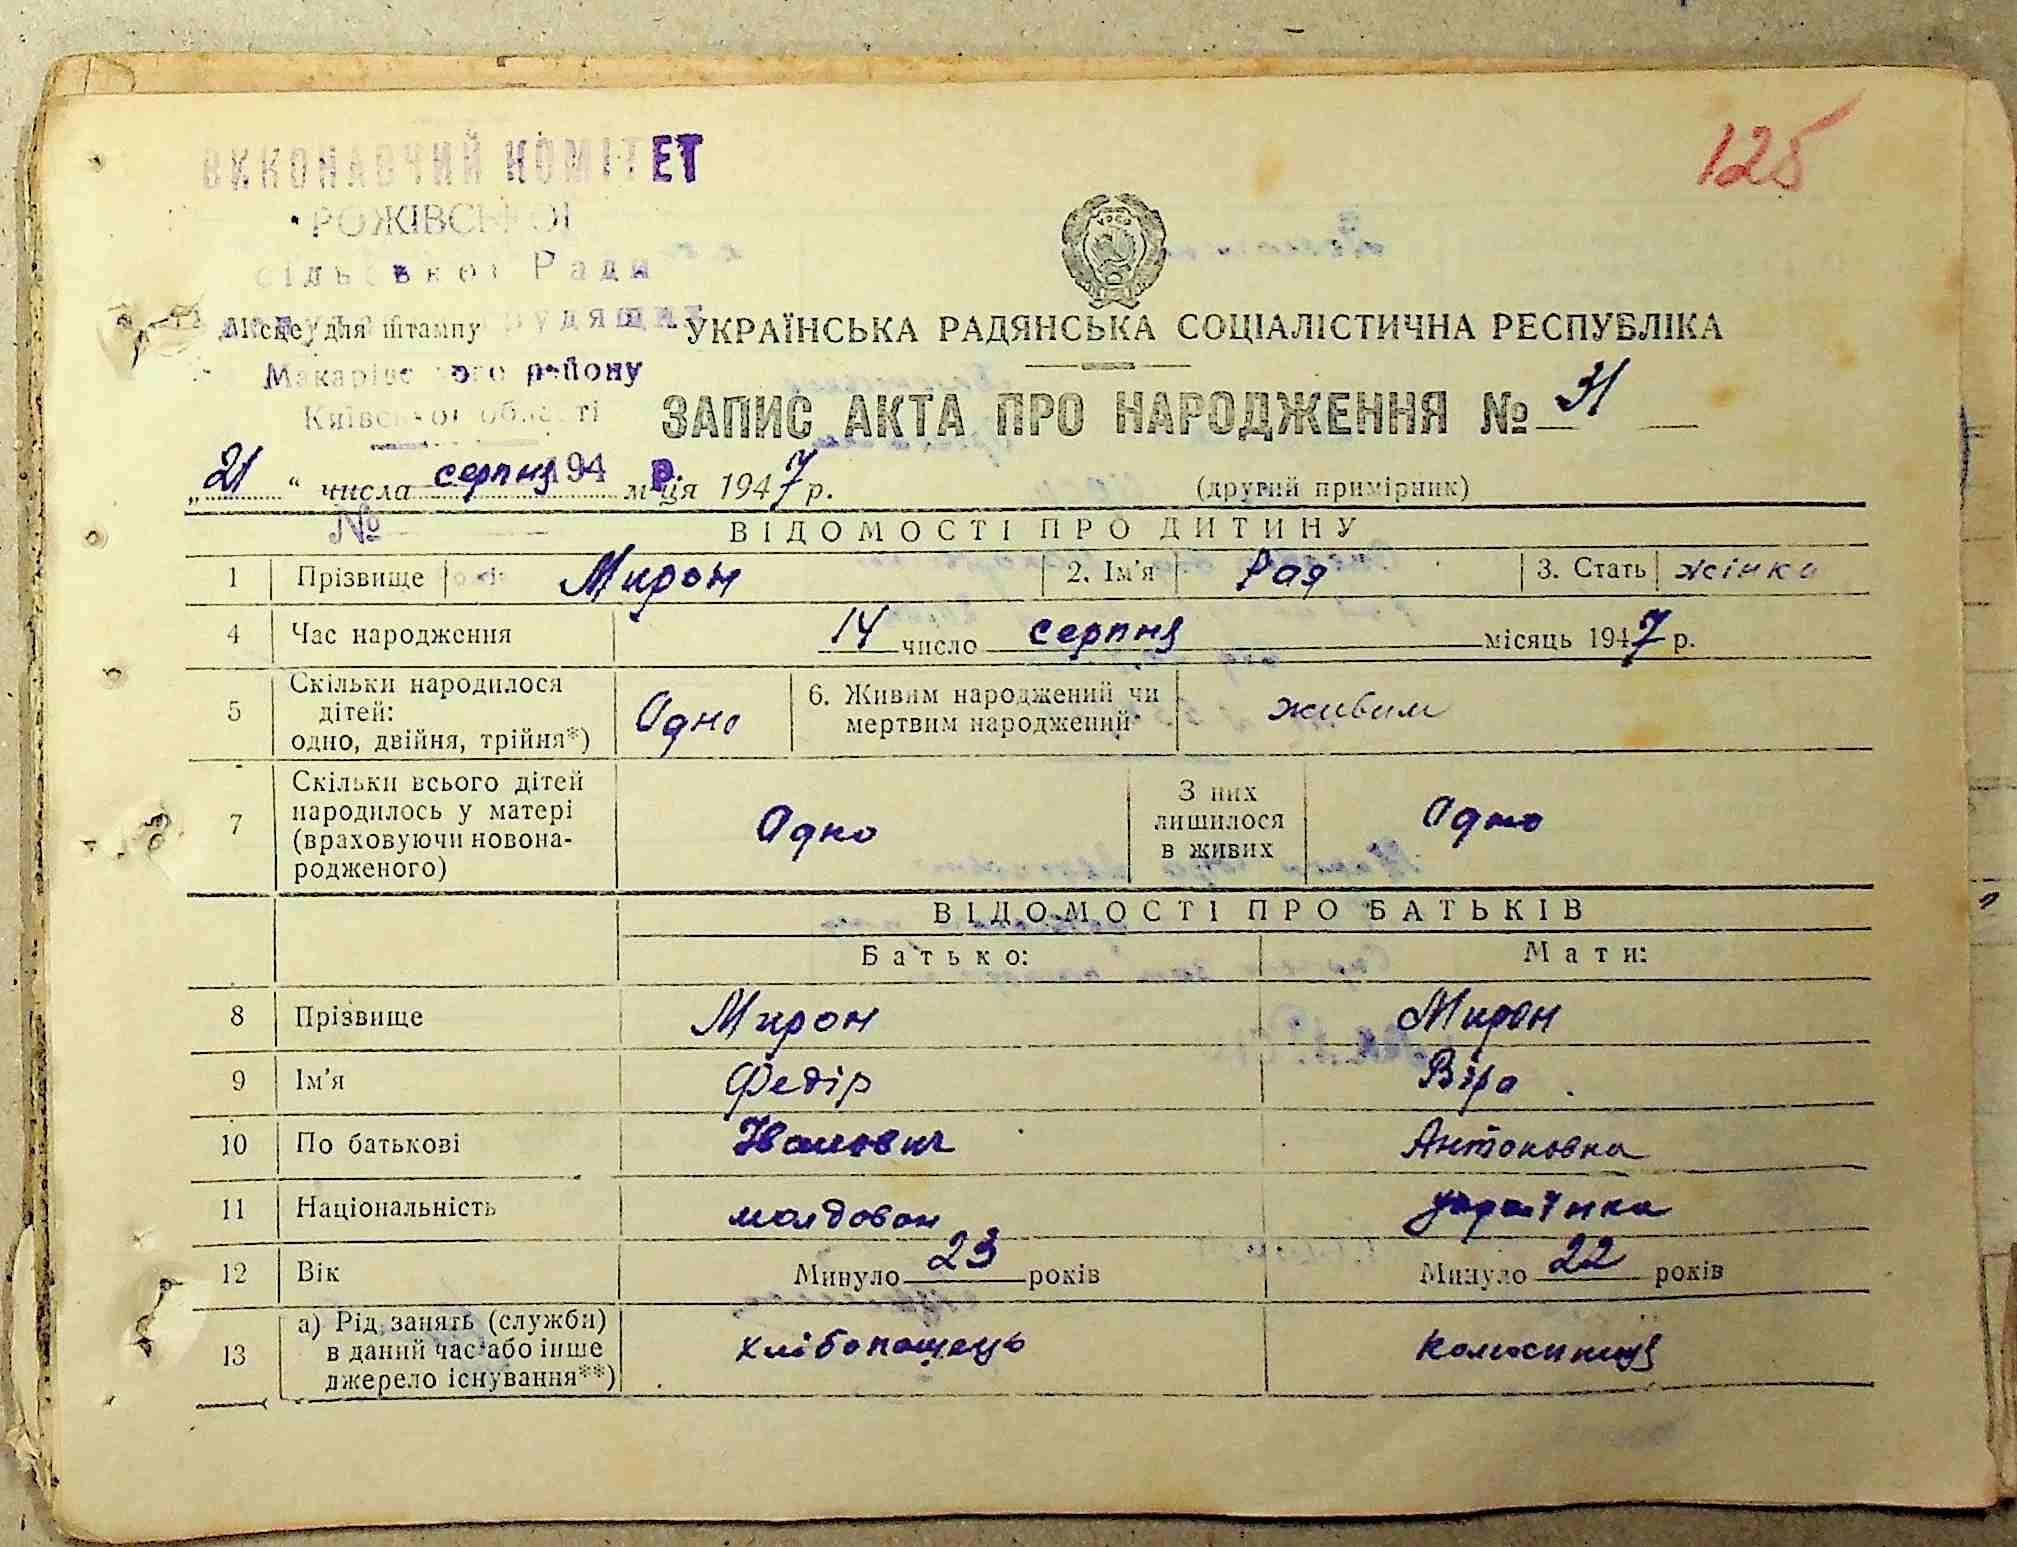 125
ВИКОНАВЧИЙ КОМІТЕТ
РОЖІВСЬКОЇ
сільської Ради
Місце для штампу
Макарівського району
Київської області
194 р.
№
УКРАЇНСЬКА РАДЯНСЬКА СОЦІАЛІСТИЧНА РЕСПУБЛІКА
ЗАПИС АКТА ПРО НАРОДЖЕННЯ № 31
„21“ числа серпня м-ця 1947 р.
(другий примірник)
ВІДОМОСТІ ПРО ДИТИНУ
1 Прізвище Мирон 2. Ім'я Рая 3. Стать жінки
4 Час народження 14 число серпня місяць 1947 р.
5 Скільки народилося дітей: одно, двійня, трійня*) Одно 6. Живим народжений чи мертвим народжений живим
7 Скільки всього дітей народилось у матері (враховуючи новонародженого) Одно З них лишилося в живих Одно
ВІДОМОСТІ ПРО БАТЬКІВ
Батько: Мати:
8 Прізвище Мирон Мирон
9 Ім'я Федір Віра
10 По батькові Іванович Антоновна
11 Національність молдован українка
12 Вік Минуло 23 років Минуло 22 років
13 а) Рід занять (служби) в даний час або інше джерело існування**) хлібопашець